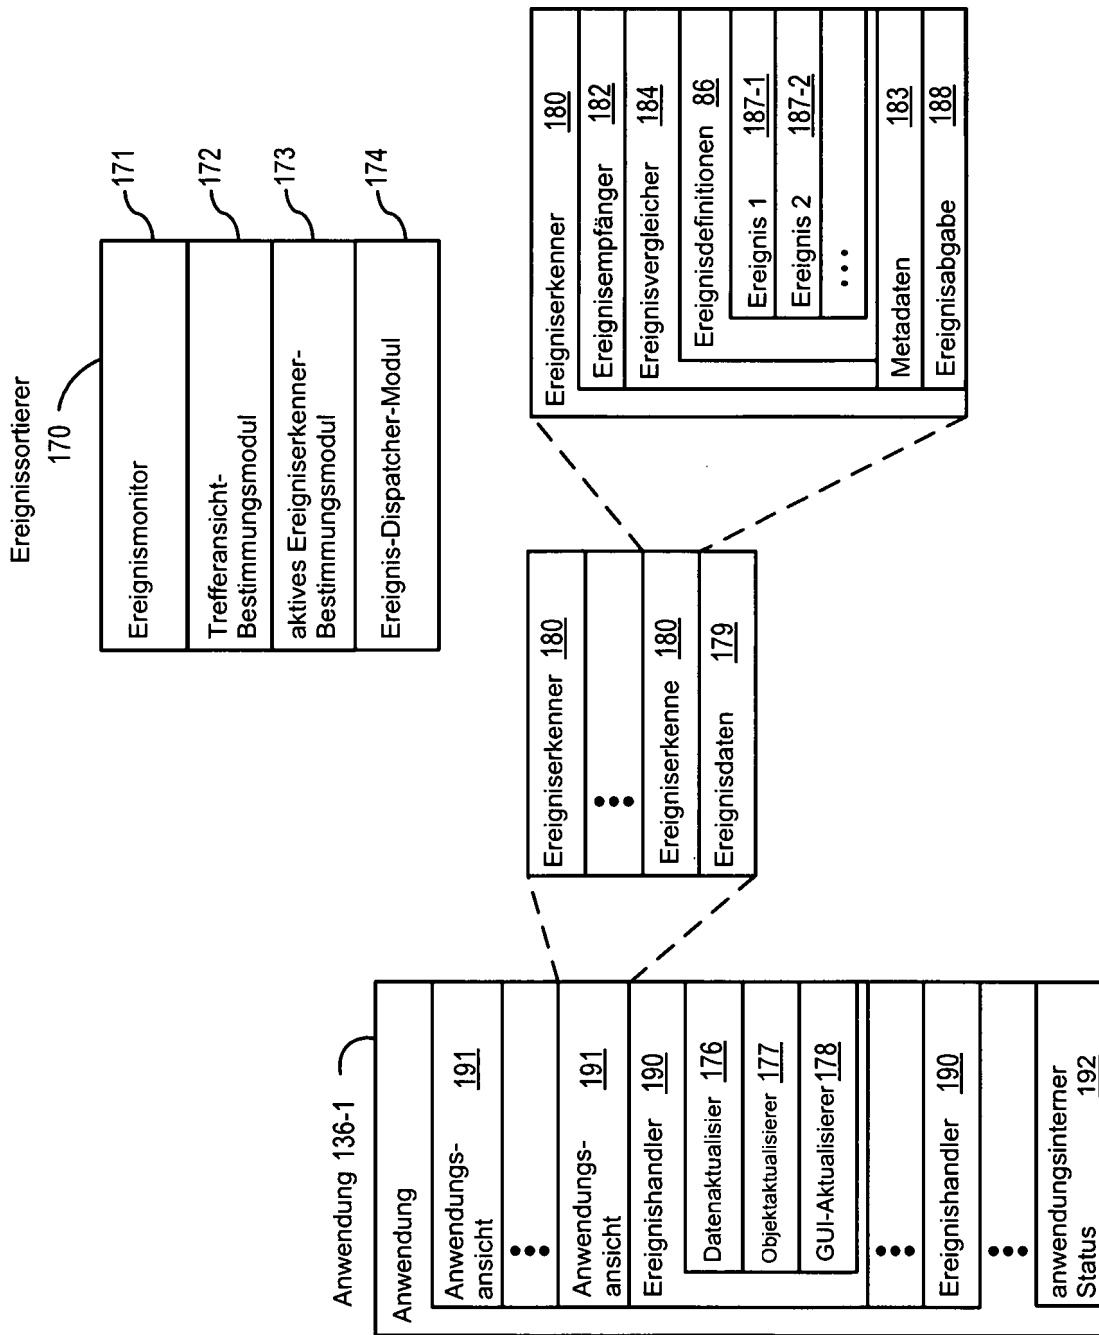 Ereignissortierer
170
Ereignismonitor
171
Trefferansicht-
Bestimmungsmodul
172
aktives Ereigniserkenner-
Bestimmungsmodul
173
Ereignis-Dispatcher-Modul
174
Anwendung 136-1
Anwendung
Anwendungs-
ansicht 191
•••
Anwendungs-
ansicht 191
Ereignishandler 190
Datenaktualisier 176
Objektaktualisierer 177
GUI-Aktualisierer 178
•••
Ereignishandler 190
•••
anwendungsinterner
Status 192
Ereigniserkenner 180
•••
Ereigniserkenne 180
Ereignisdaten 179
Ereigniserkenner 180
Ereignisempfänger 182
Ereignisvergleicher 184
Ereignisdefinitionen 86
Ereignis 1 187-1
Ereignis 2 187-2
•••
Metadaten 183
Ereignisabgabe 188